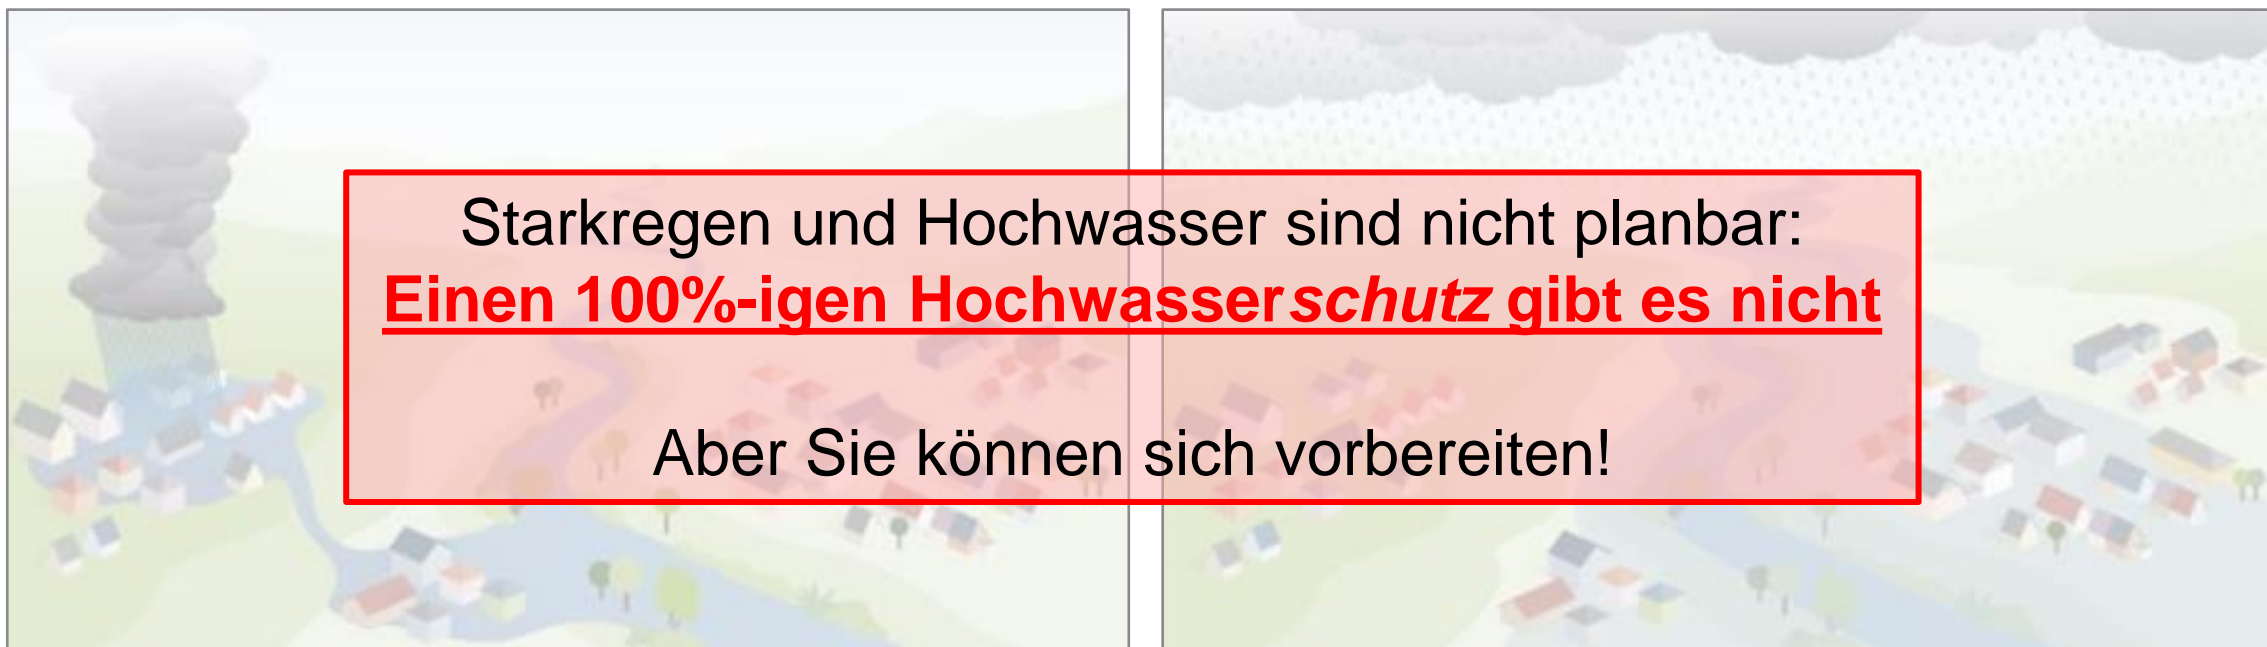 Starkregen und Hochwasser sind nicht planbar:
Einen 100%-igen Hochwasserschutz gibt es nicht
Aber Sie können sich vorbereiten!